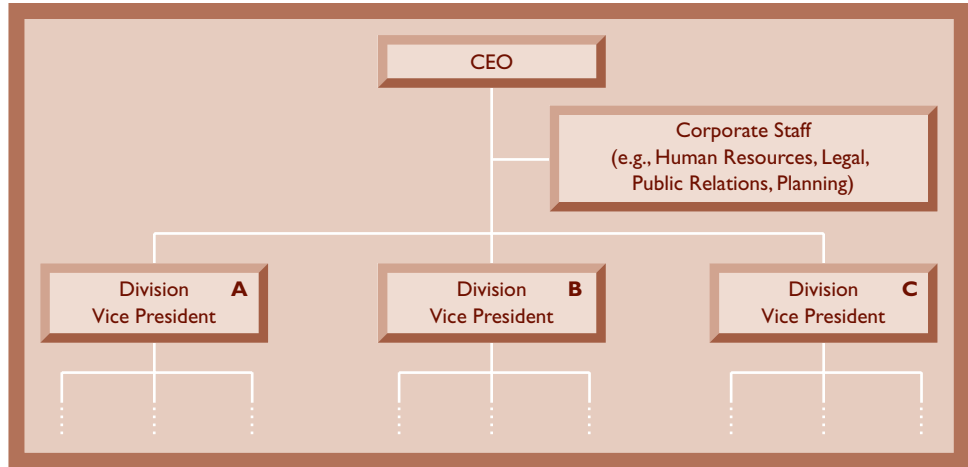 CEO
Corporate Staff
(e.g., Human Resources, Legal,
Public Relations, Planning)
Division A
Vice President
Division B
Vice President
Division C
Vice President